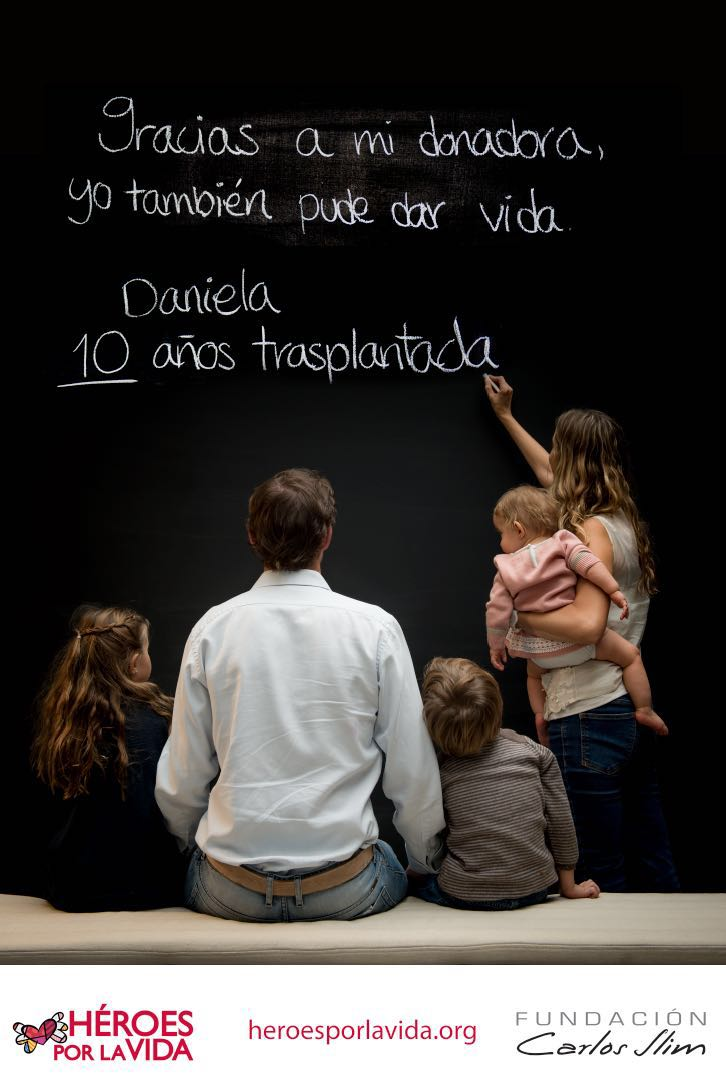 Gracias a mi donadora,
yo también pude dar vida.
Daniela
10 años trasplantada
HÉROES
POR LA VIDA
heroesporlavida.org
FUNDACIÓN
Carlos Slim